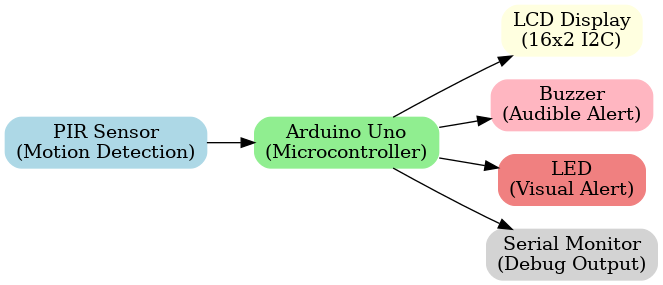 PIR Sensor
(Motion Detection)
Arduino Uno
(Microcontroller)
LCD Display
(16x2 I2C)
Buzzer
(Audible Alert)
LED
(Visual Alert)
Serial Monitor
(Debug Output)